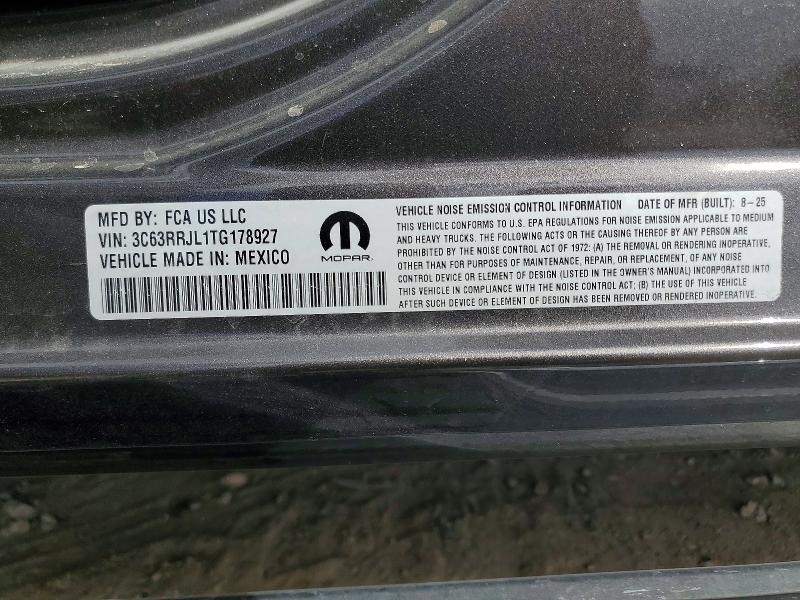 MFD BY: FCA US LLC
VIN: 3C63RRJL1TG178927
VEHICLE MADE IN: MEXICO
MOPAR
VEHICLE NOISE EMISSION CONTROL INFORMATION DATE OF MFR (BUILT): 8-25
THIS VEHICLE CONFORMS TO U.S. EPA REGULATIONS FOR NOISE EMISSION APPLICABLE TO MEDIUM
AND HEAVY TRUCKS. THE FOLLOWING ACTS OR THE CAUSING THEREOF BY ANY PERSON ARE
PROHIBITED BY THE NOISE CONTROL ACT OF 1972: (A) THE REMOVAL OR RENDERING INOPERATIVE,
OTHER THAN FOR PURPOSES OF MAINTENANCE, REPAIR, OR REPLACEMENT, OF ANY NOISE
CONTROL DEVICE OR ELEMENT OF DESIGN (LISTED IN THE OWNER'S MANUAL) INCORPORATED INTO
THIS VEHICLE IN COMPLIANCE WITH THE NOISE CONTROL ACT; (B) THE USE OF THIS VEHICLE
AFTER SUCH DEVICE OR ELEMENT OF DESIGN HAS BEEN REMOVED OR RENDERED INOPERATIVE.